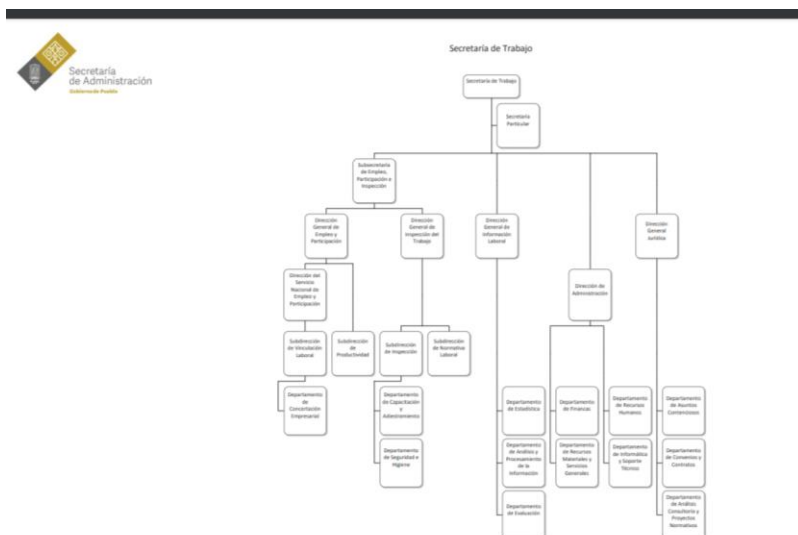 Secretaría
de Administración
Gobierno de Puebla
Secretaría de Trabajo
Secretaría de Trabajo
Secretaría
Particular
Subsecretaría
de Empleo,
Participación e
Inspección
Dirección
General de
Empleo y
Participación
Dirección
General de
Inspección del
Trabajo
Dirección
General de
Información
Laboral
Dirección
General
Jurídica
Dirección del
Servicio
Nacional de
Empleo y
Participación
Dirección de
Administración
Subdirección
de Vinculación
Laboral
Subdirección
de
Productividad
Subdirección
de Inspección
Subdirección
de Normativa
Laboral
Departamento
de
Concertación
Empresarial
Departamento
de Capacitación
y
Adiestramiento
Departamento
de Estadística
Departamento
de Finanzas
Departamento
de Recursos
Humanos
Departamento
de Asuntos
Contenciosos
Departamento
de Seguridad e
Higiene
Departamento
de Análisis y
Procesamiento
de la
Información
Departamento
de Recursos
Materiales y
Servicios
Generales
Departamento
de Informática
y Soporte
Técnico
Departamento
de Convenios y
Contratos
Departamento
de Evaluación
Departamento
de Análisis
Consultoría y
Proyectos
Normativos